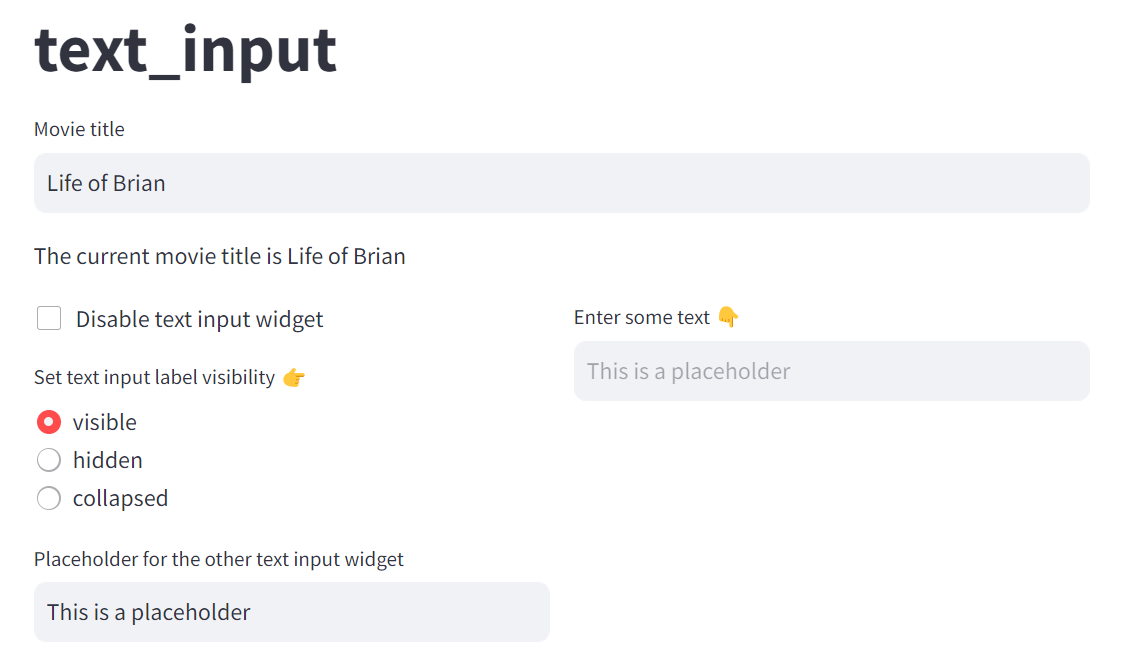 text_input
Movie title
Life of Brian
The current movie title is Life of Brian
Disable text input widget
Set text input label visibility 👉
visible
hidden
collapsed
Placeholder for the other text input widget
This is a placeholder
Enter some text 👇
This is a placeholder